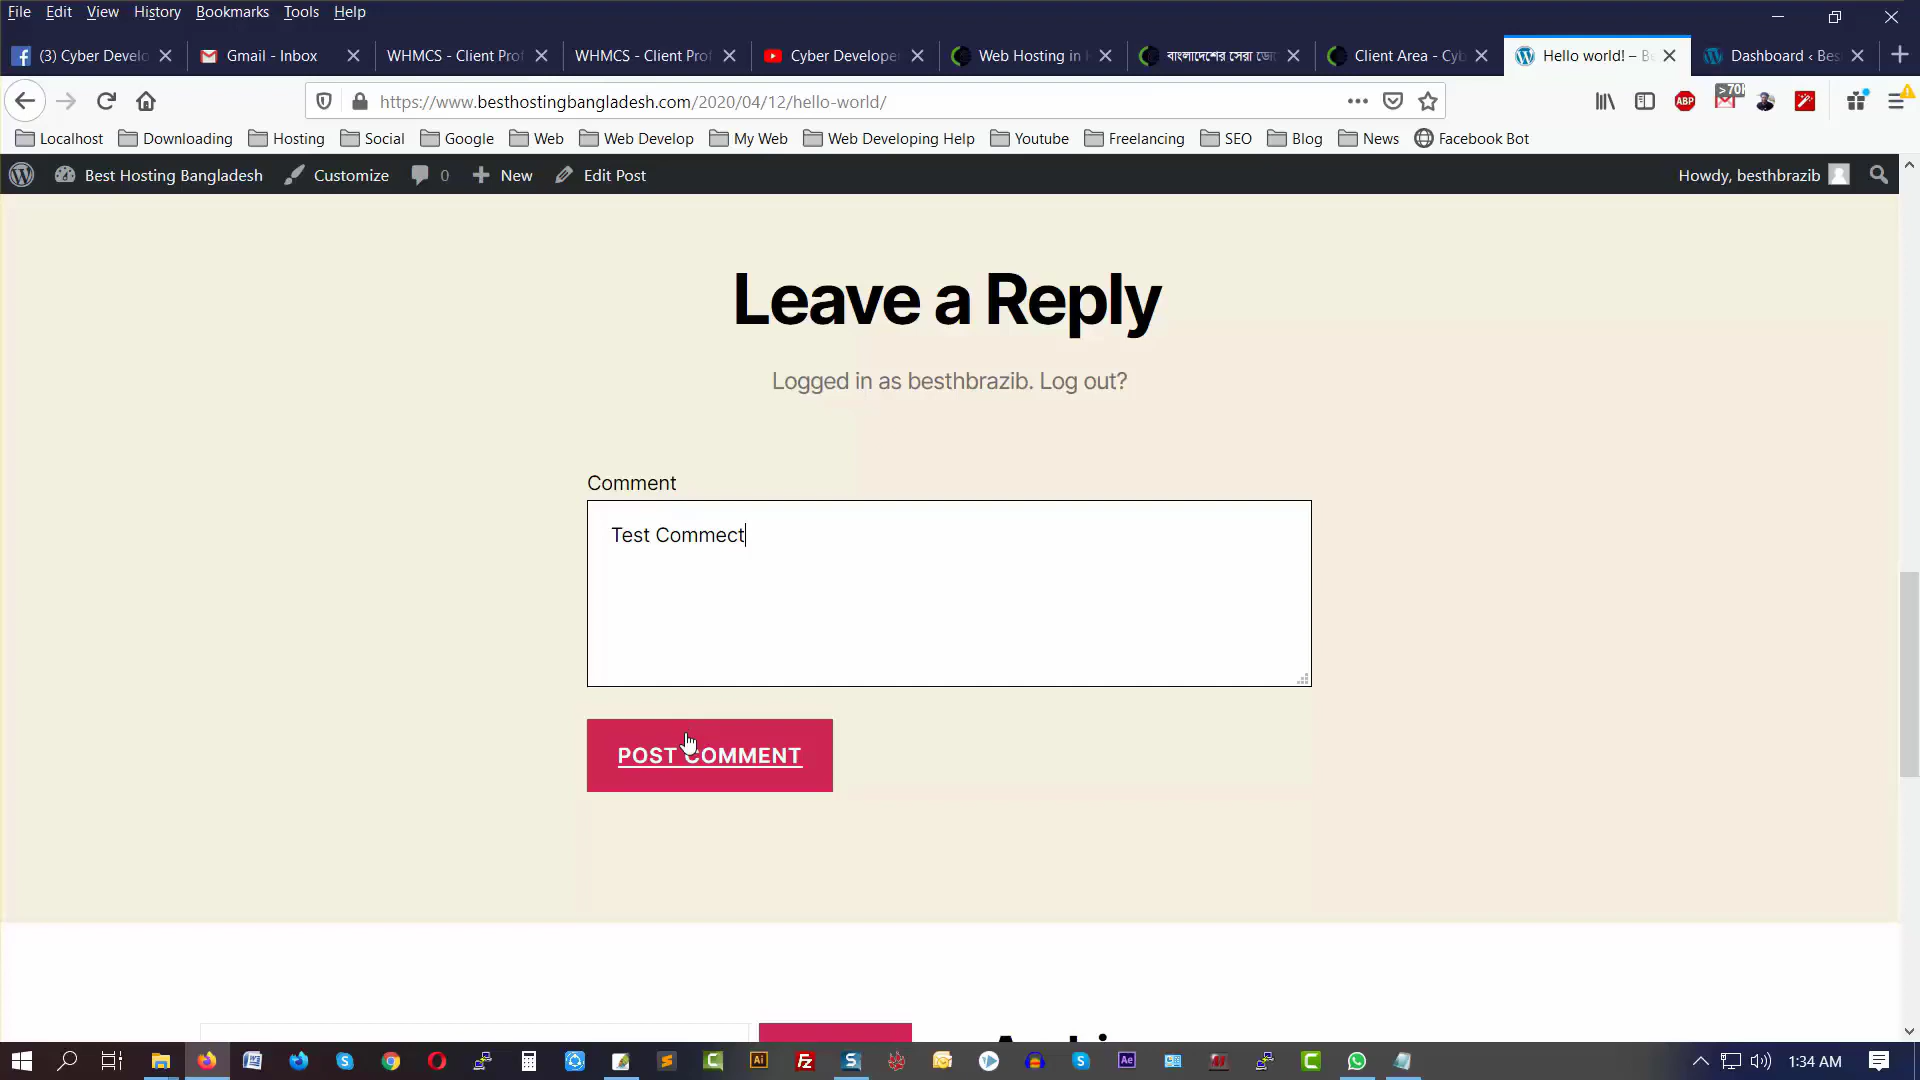 File Edit View History Bookmarks Tools Help
(3) Cyber Develo
Gmail - Inbox
WHMCS - Client Prof
WHMCS - Client Prof
Cyber Developer
Web Hosting in
বাংলাদেশের সেরা ডো
Client Area - Cyb
Hello world! – Be
Dashboard ‹ Bes
https://www.besthostingbangladesh.com/2020/04/12/hello-world/
ABP
>70
Localhost Downloading Hosting Social Google Web Web Develop My Web Web Developing Help Youtube Freelancing SEO Blog News Facebook Bot
Best Hosting Bangladesh Customize 0 New Edit Post Howdy, besthbrazib
Leave a Reply
Logged in as besthbrazib. Log out?
Comment
Test Commect
POST COMMENT
1:34 AM